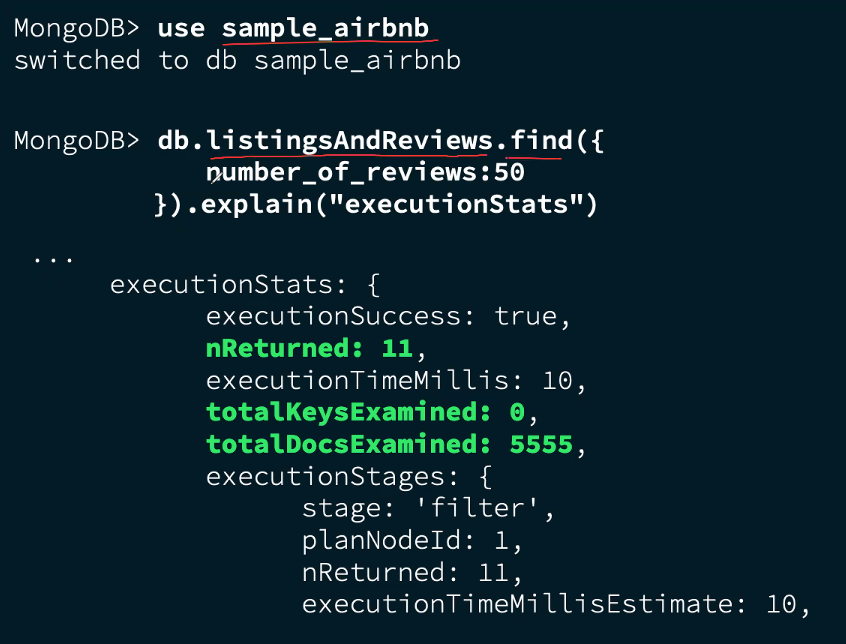 MongoDB> use sample_airbnb
switched to db sample_airbnb
MongoDB> db.listingsAndReviews.find({
number_of_reviews:50
}).explain("executionStats")
...
executionStats: {
executionSuccess: true,
nReturned: 11,
executionTimeMillis: 10,
totalKeysExamined: 0,
totalDocsExamined: 5555,
executionStages: {
stage: 'filter',
planNodeId: 1,
nReturned: 11,
executionTimeMillisEstimate: 10,